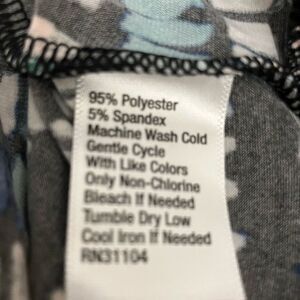 95% Polyester
5% Spandex
Machine Wash Cold
Gentle Cycle
With Like Colors
Only Non-Chlorine
Bleach If Needed
Tumble Dry Low
Cool Iron If Needed
RN31104